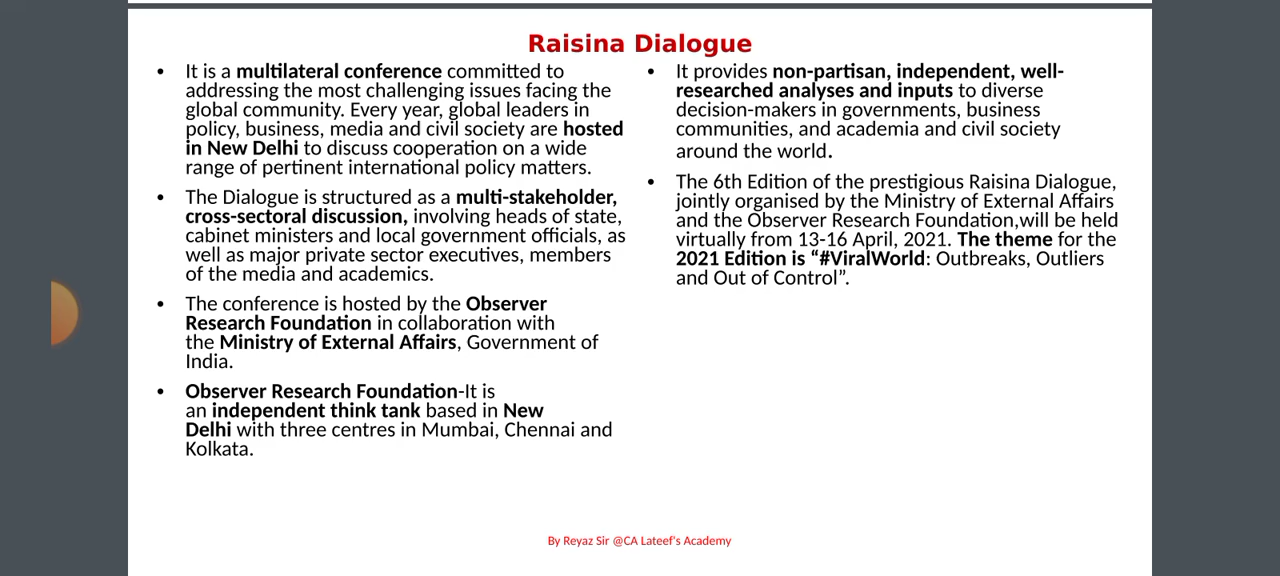 Raisina Dialogue
• It is a multilateral conference committed to
addressing the most challenging issues facing the
global community. Every year, global leaders in
policy, business, media and civil society are hosted
in New Delhi to discuss cooperation on a wide
range of pertinent international policy matters.
• The Dialogue is structured as a multi-stakeholder,
cross-sectoral discussion, involving heads of state,
cabinet ministers and local government officials, as
well as major private sector executives, members
of the media and academics.
• The conference is hosted by the Observer
Research Foundation in collaboration with
the Ministry of External Affairs, Government of
India.
• Observer Research Foundation-It is
an independent think tank based in New
Delhi with three centres in Mumbai, Chennai and
Kolkata.
• It provides non-partisan, independent, well-
researched analyses and inputs to diverse
decision-makers in governments, business
communities, and academia and civil society
around the world.
• The 6th Edition of the prestigious Raisina Dialogue,
jointly organised by the Ministry of External Affairs
and the Observer Research Foundation,will be held
virtually from 13-16 April, 2021. The theme for the
2021 Edition is “#ViralWorld: Outbreaks, Outliers
and Out of Control”.
By Reyaz Sir @CA Lateef's Academy